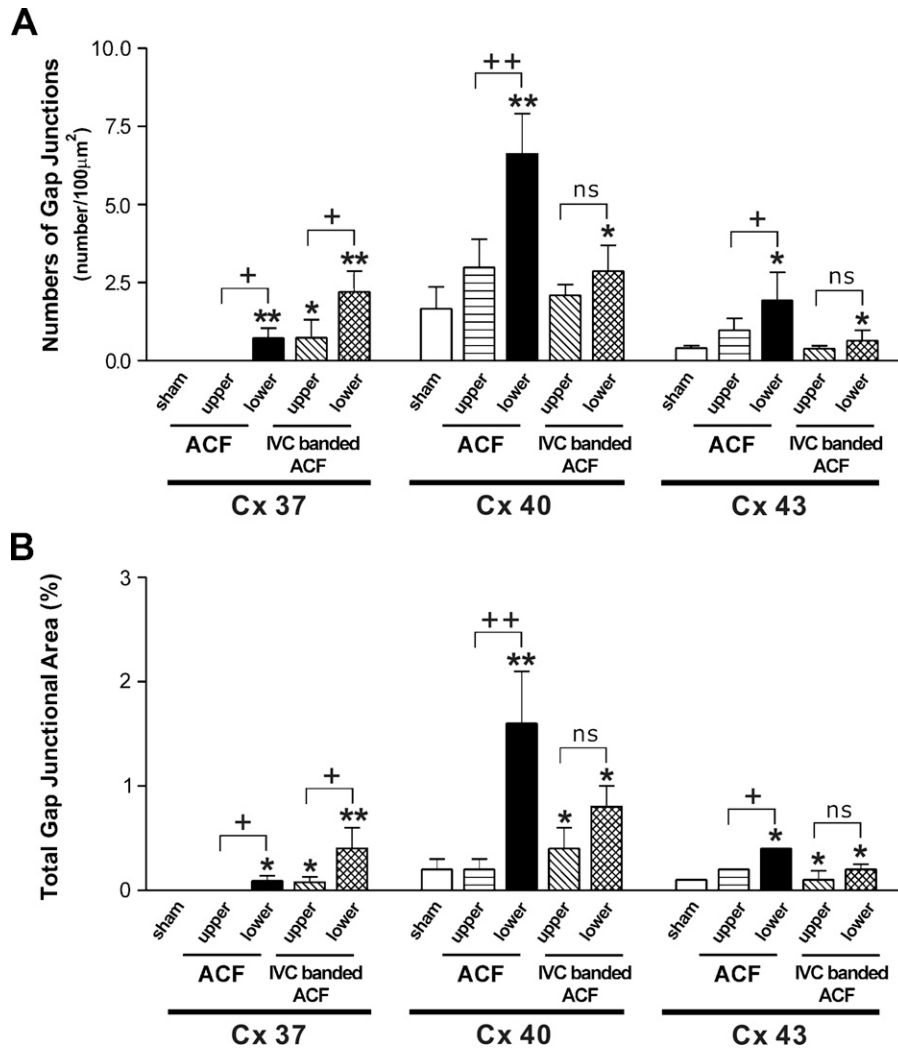 A
Numbers of Gap Junctions
(number/100μm²)
10.0
7.5
5.0
2.5
0.0
+
+
++
ns
+
ns
**
*
**
**
*
*
*
sham
upper
lower
upper
lower
sham
upper
lower
upper
lower
sham
upper
lower
upper
lower
ACF
IVC banded
ACF
ACF
IVC banded
ACF
ACF
IVC banded
ACF
Cx 37
Cx 40
Cx 43
B
Total Gap Junctional Area (%)
3
2
1
0
+
+
++
ns
+
ns
*
*
**
**
*
*
*
*
*
sham
upper
lower
upper
lower
sham
upper
lower
upper
lower
sham
upper
lower
upper
lower
ACF
IVC banded
ACF
ACF
IVC banded
ACF
ACF
IVC banded
ACF
Cx 37
Cx 40
Cx 43